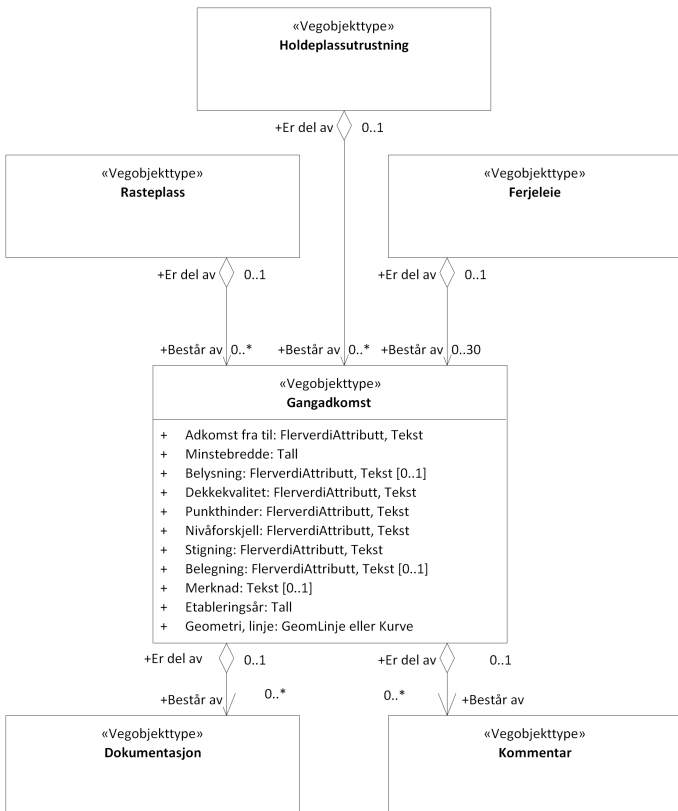 «Vegobjekttype»
Holdeplassutrustning
+Er del av 0..1
«Vegobjekttype»
Rasteplass
«Vegobjekttype»
Ferjeleie
+Er del av 0..1
+Er del av 0..1
+Består av 0..*
+Består av 0..*
+Består av 0..30
«Vegobjekttype»
Gangadkomst
+ Adkomst fra til: FlerverdiAttributt, Tekst
+ Minstebredde: Tall
+ Belysning: FlerverdiAttributt, Tekst [0..1]
+ Dekkekvalitet: FlerverdiAttributt, Tekst
+ Punkthinder: FlerverdiAttributt, Tekst
+ Nivåforskjell: FlerverdiAttributt, Tekst
+ Stigning: FlerverdiAttributt, Tekst
+ Belegning: FlerverdiAttributt, Tekst [0..1]
+ Merknad: Tekst [0..1]
+ Etableringsår: Tall
+ Geometri, linje: GeomLinje eller Kurve
+Er del av 0..1
+Er del av 0..1
+Består av 0..*
0..* +Består av
«Vegobjekttype»
Dokumentasjon
«Vegobjekttype»
Kommentar